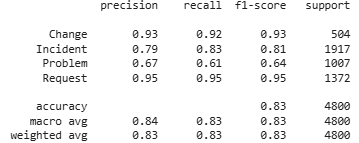 precision recall f1-score support
Change 0.93 0.92 0.93 504
Incident 0.79 0.83 0.81 1917
Problem 0.67 0.61 0.64 1007
Request 0.95 0.95 0.95 1372
accuracy 0.83 4800
macro avg 0.84 0.83 0.83 4800
weighted avg 0.83 0.83 0.83 4800